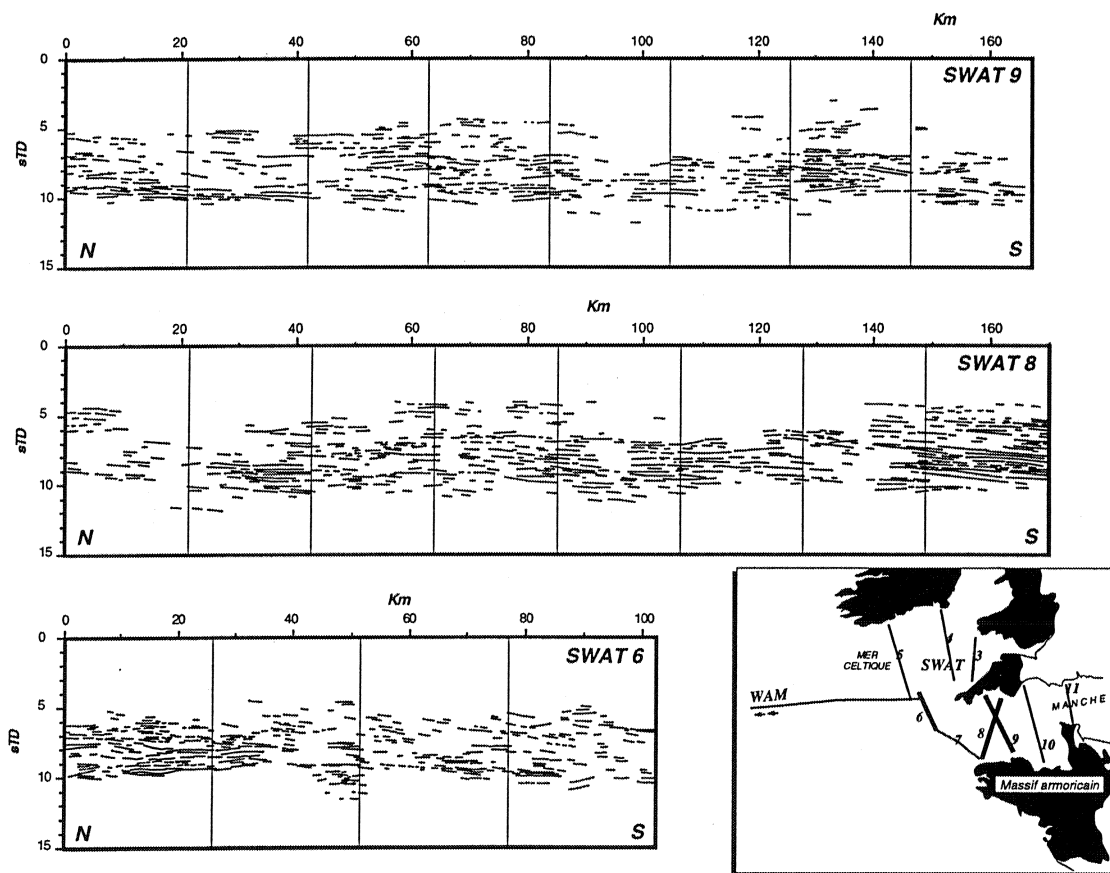 Km
0 20 40 60 80 100 120 140 160
SWAT 9
0
5
sTD
10
15
N S
Km
0 20 40 60 80 100 120 140 160
SWAT 8
0
5
sTD
10
15
N S
Km
0 20 40 60 80 100
SWAT 6
0
5
sTD
10
15
N S
MER
CELTIQUE
5
4
SWAT
3
WAM
6
7
8
9
10
11
MANCHE
Massif armoricain